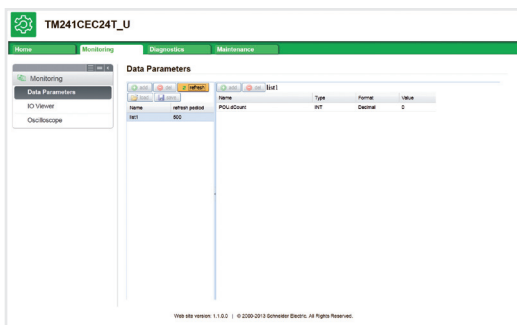 TM241CEC24T_U
Home Monitoring Diagnostics Maintenance
Monitoring
Data Parameters
IO Viewer
Oscilloscope
Data Parameters
add del refresh
load save
Name refresh period
list1 500
add del list1
Name Type Format Value
POU.dCount INT Decimal 0
Web site version: 1.1.0.0 | © 2000-2013 Schneider Electric. All Rights Reserved.